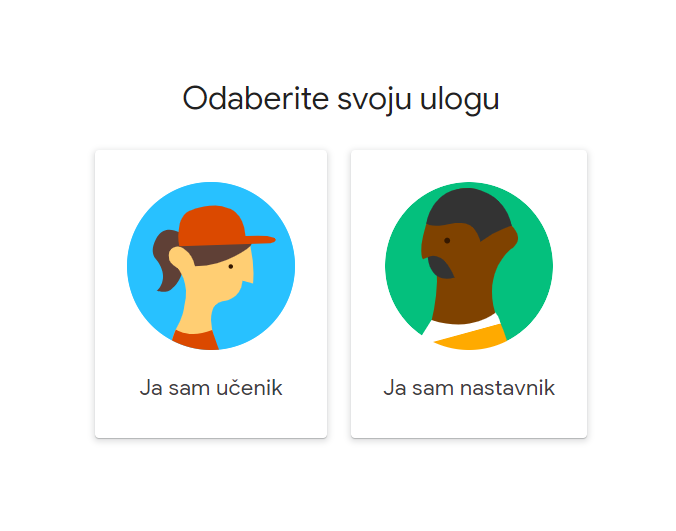 Odaberite svoju ulogu
Ja sam učenik
Ja sam nastavnik